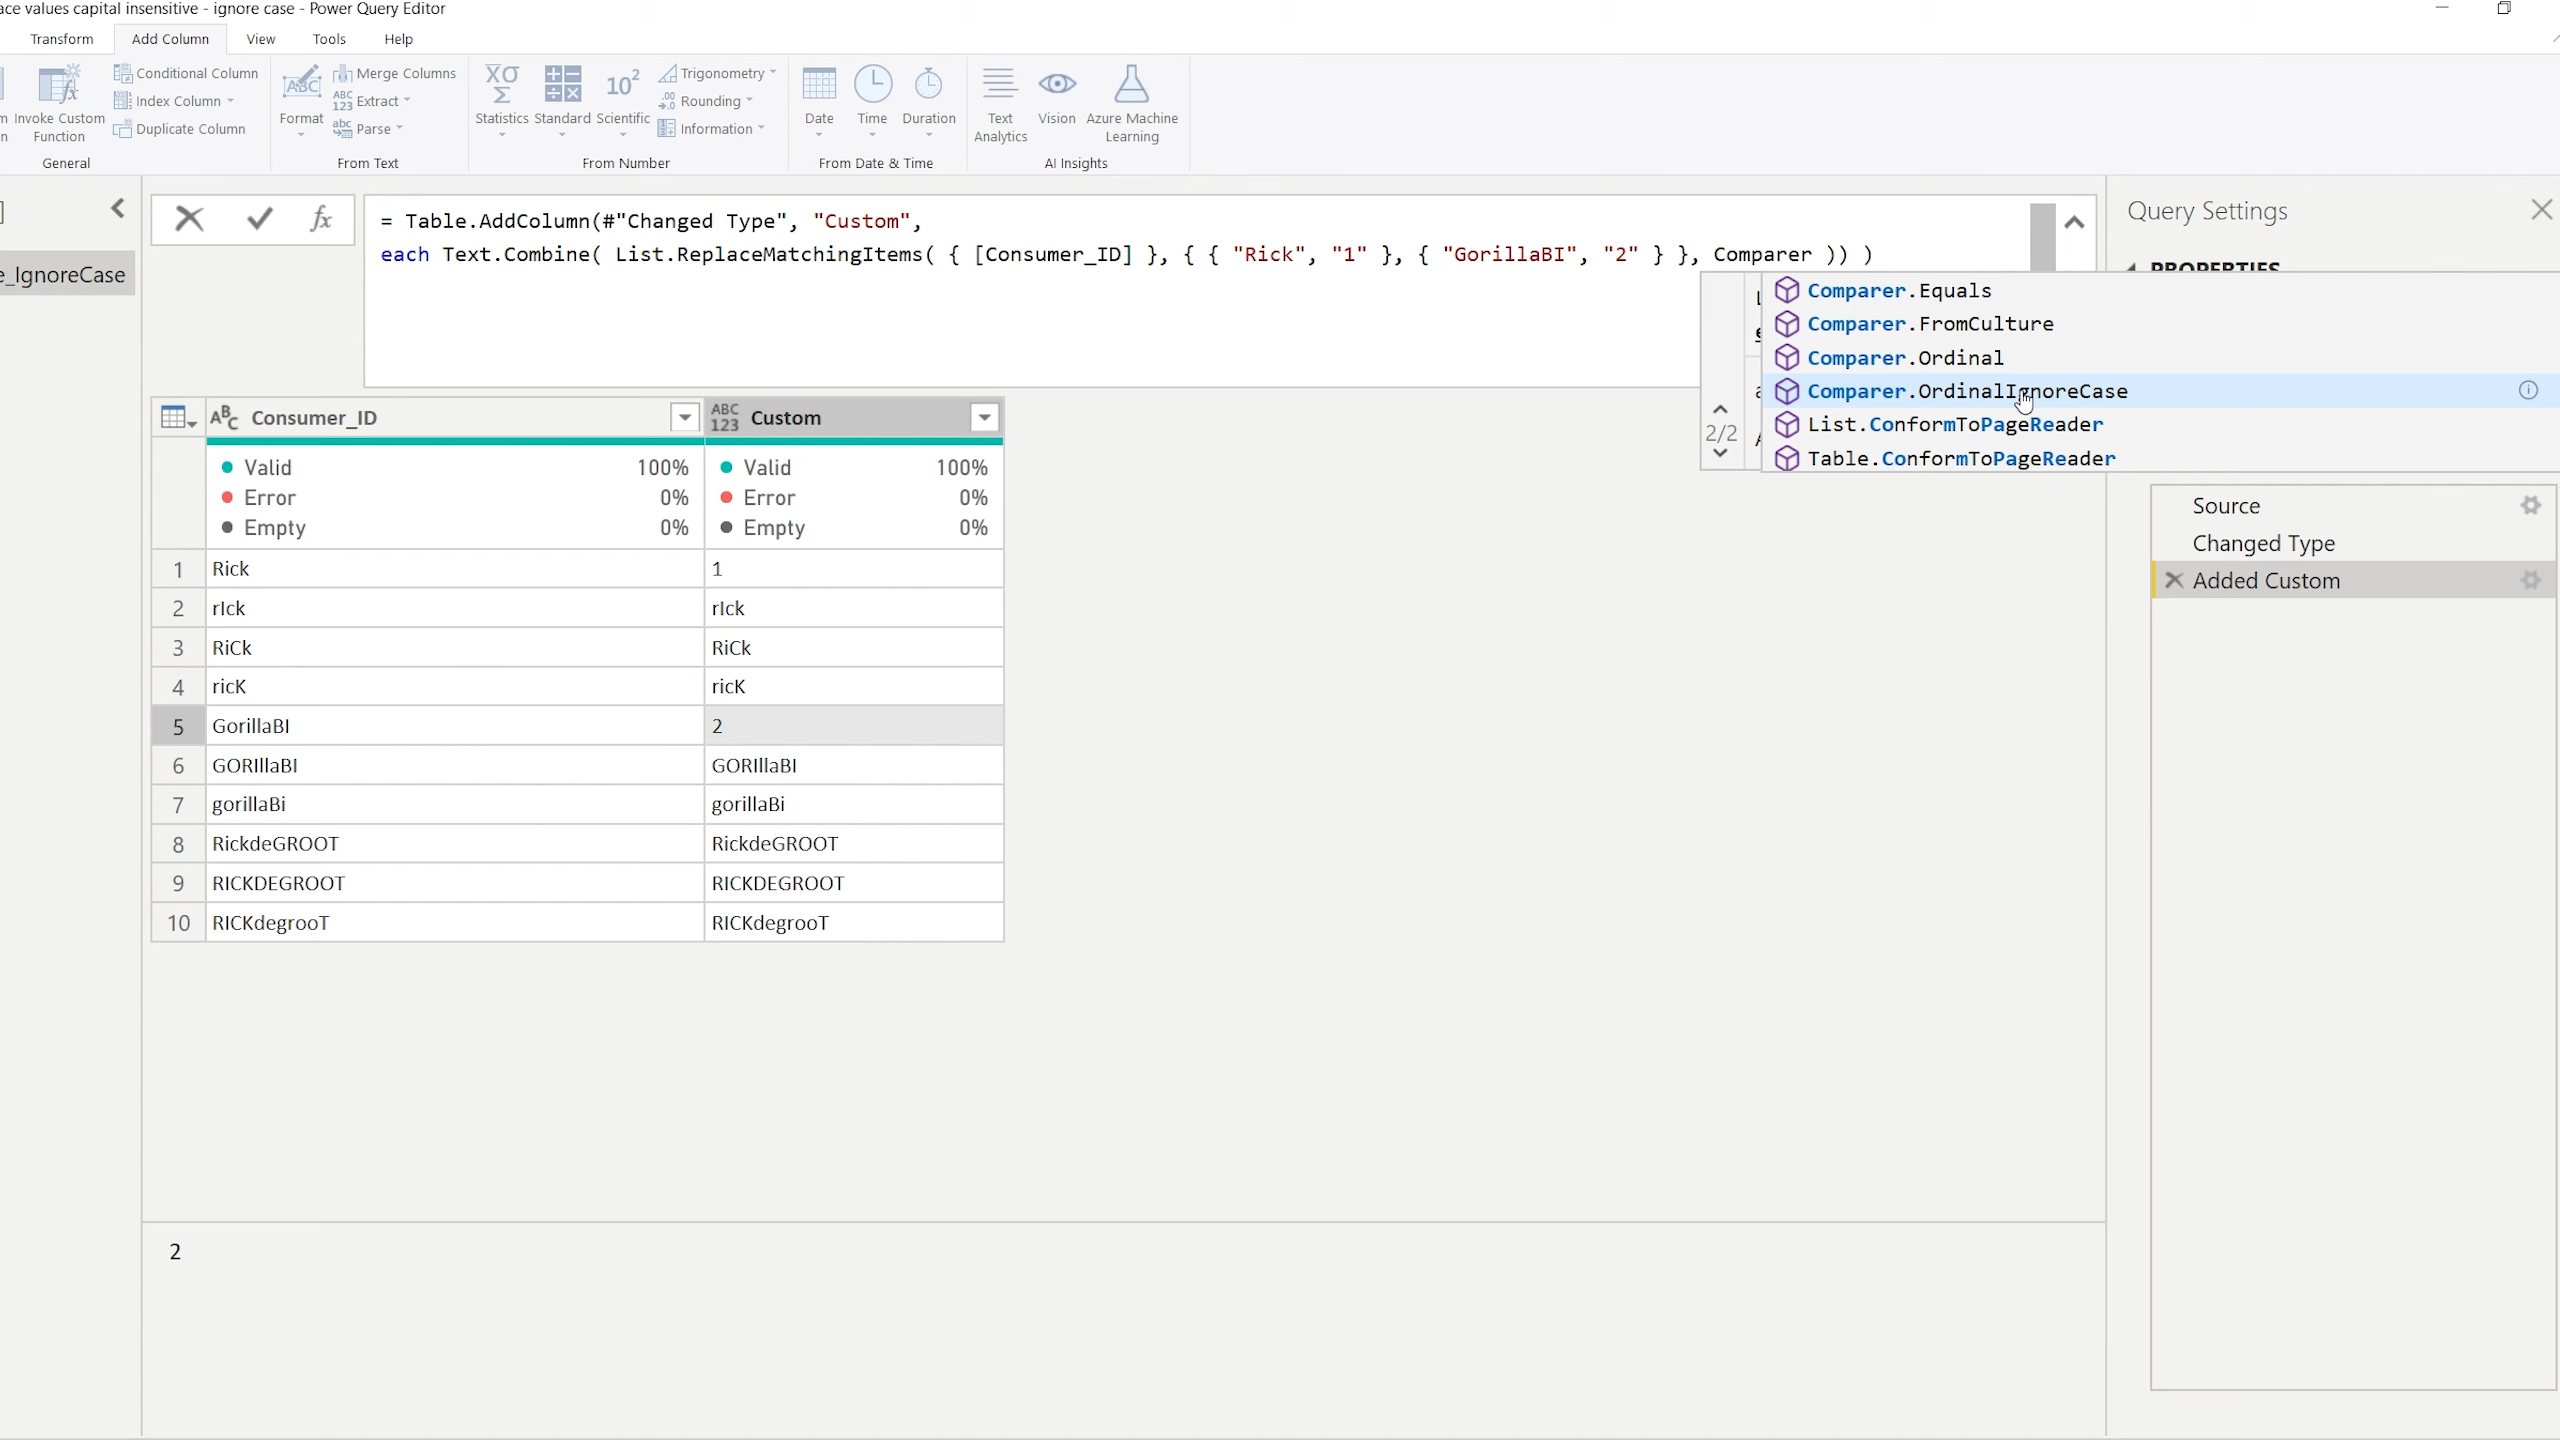 ace values capital insensitive - ignore case - Power Query Editor
Transform Add Column View Tools Help
Invoke Custom Function
Conditional Column
Index Column
Duplicate Column
General
Format
Merge Columns
Extract
Parse
From Text
Statistics
Standard
Scientific
Trigonometry
Rounding
Information
From Number
Date
Time
Duration
From Date & Time
Text Analytics
Vision
Azure Machine Learning
AI Insights
= Table.AddColumn(#"Changed Type", "Custom",
each Text.Combine( List.ReplaceMatchingItems( { [Consumer_ID] }, { { "Rick", "1" }, { "GorillaBI", "2" } }, Comparer )) )
Query Settings
PROPERTIES
e_IgnoreCase
Comparer.Equals
Comparer.FromCulture
Comparer.Ordinal
Comparer.OrdinalIgnoreCase
List.ConformToPageReader
Table.ConformToPageReader
2/2
Consumer_ID Custom
Valid 100% Valid 100%
Error 0% Error 0%
Empty 0% Empty 0%
1 Rick 1
2 rIck rIck
3 RiCk RiCk
4 ricK ricK
5 GorillaBI 2
6 GORIllaBI GORIllaBI
7 gorillaBi gorillaBi
8 RickdeGROOT RickdeGROOT
9 RICKDEGROOT RICKDEGROOT
10 RICKdegrooT RICKdegrooT
Source
Changed Type
Added Custom
2